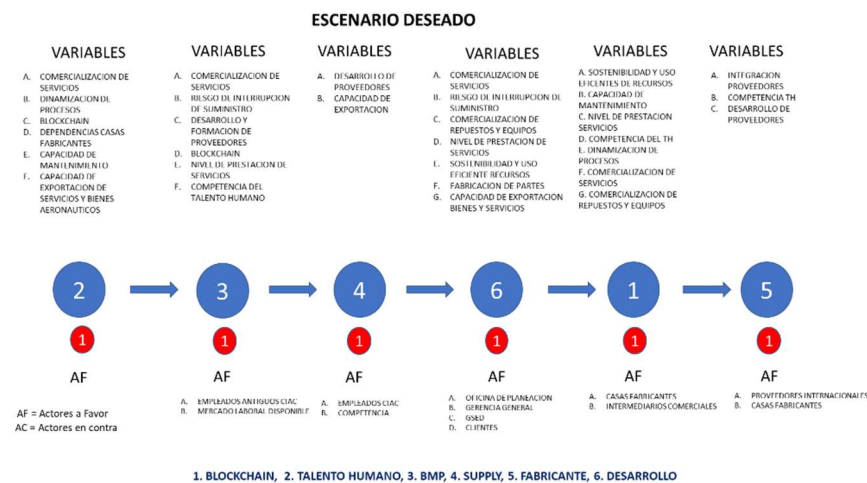 ESCENARIO DESEADO
VARIABLES
A. COMERCIALIZACION DE
SERVICIOS
B. DINAMIZACION DE
PROCESOS
C. BLOCKCHAIN
D. DEPENDENCIAS CASAS
FABRICANTES
E. CAPACIDAD DE
MANTENIMIENTO
F. CAPACIDAD DE
EXPORTACION DE
SERVICIOS Y BIENES
AERONAUTICOS
VARIABLES
A. COMERCIALIZACION DE
SERVICIOS
B. RIESGO DE INTERRUPCION
DE SUMINISTRO
C. DESARROLLO Y
FORMACION DE
PROVEEDORES
D. BLOCKCHAIN
E. NIVEL DE PRESTACION DE
SERVICIOS
F. COMPETENCIA DEL
TALENTO HUMANO
VARIABLES
A. DESARROLLO DE
PROVEEDORES
B. CAPACIDAD DE
EXPORTACION
VARIABLES
A. COMERCIALIZACION DE
SERVICIOS
B. RIESGO DE INTERRUPCION DE
SUMINISTRO
C. COMERCIALIZACION DE
REPUESTOS Y EQUIPOS
D. NIVEL DE PRESTACION DE
SERVICIOS
E. SOSTENIBILIDAD Y USO
EFICIENTE RECURSOS
F. FABRICACION DE PARTES
G. CAPACIDAD DE EXPORTACION
BIENES Y SERVICIOS
VARIABLES
A. SOSTENIBILIDAD Y USO
EFICENTES DE RECURSOS
B. CAPACIDAD DE
MANTENIMIENTO
C. NIVEL DE PRESTACION
SERVICIOS
D. COMPETENCIA DEL TH
E. DINAMIZACION DE
PROCESOS
F. COMERCIALIZACION DE
SERVICIOS
G. COMERCIALIZACION DE
REPUESTOS Y EQUIPOS
VARIABLES
A. INTEGRACION
PROVEEDORES
B. COMPETENCIA TH
C. DESARROLLO DE
PROVEEDORES
2 3 4 6 1 5
1 1 1 1 1 1
AF AF AF AF AF AF
A. EMPLEADOS ANTIGUOS CIAC
B. MERCADO LABORAL DISPONIBLE
A. EMPLEADOS CIAC
B. COMPETENCIA
A. OFICINA DE PLANEACION
B. GERENCIA GENERAL
C. GSED
D. CLIENTES
A. CASAS FABRICANTES
B. INTERMEDIARIOS COMERCIALES
A. PROVEEDORES INTERNACIONALES
B. CASAS FABRICANTES
AF = Actores a Favor
AC = Actores en contra
1. BLOCKCHAIN, 2. TALENTO HUMANO, 3. BMP, 4. SUPPLY, 5. FABRICANTE, 6. DESARROLLO